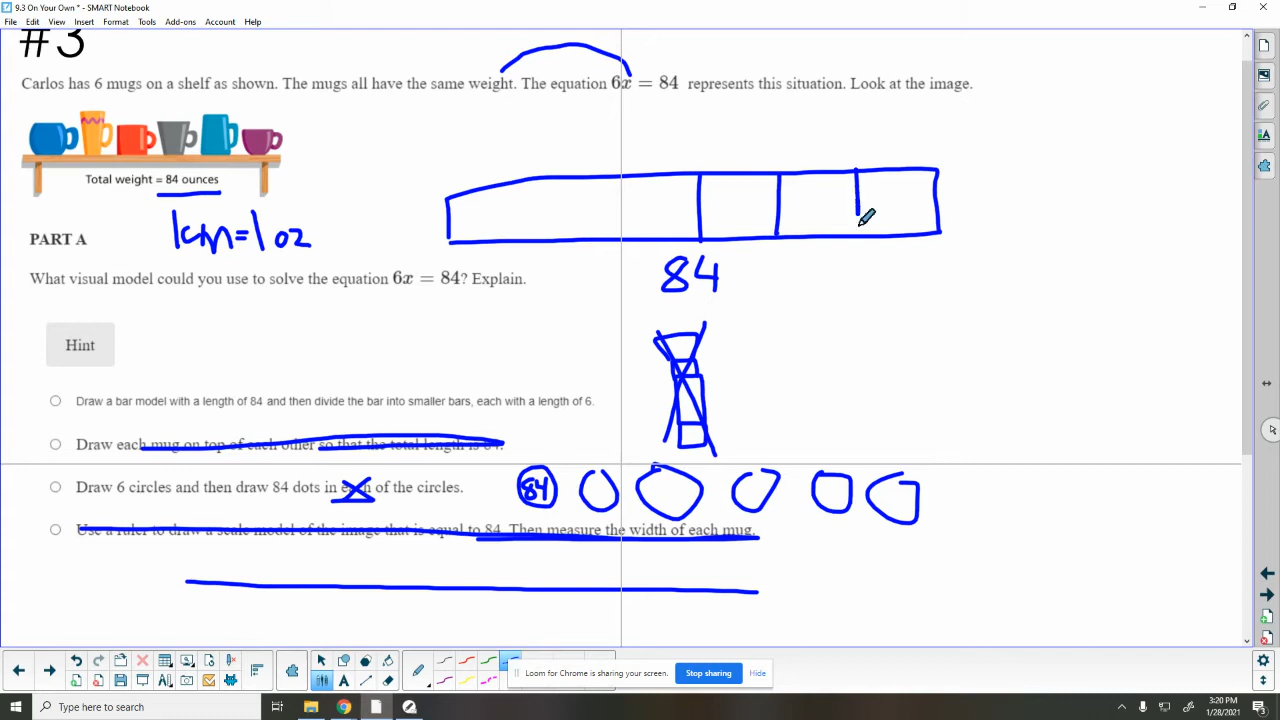 9.3 On Your Own * - SMART Notebook
File Edit View Insert Format Tools Add-ons Account Help
#3
Carlos has 6 mugs on a shelf as shown. The mugs all have the same weight. The equation 6x = 84 represents this situation. Look at the image.
Total weight = 84 ounces
1cm=1 oz
PART A
What visual model could you use to solve the equation 6x = 84? Explain.
84
Hint
Draw a bar model with a length of 84 and then divide the bar into smaller bars, each with a length of 6.
Draw each mug on top of each other so that the total length is 84.
Draw 6 circles and then draw 84 dots in each of the circles.
84
Use a ruler to draw a scale model of the image that is equal to 84. Then measure the width of each mug.
Loom for Chrome is sharing your screen.
Stop sharing
Hide
Type here to search
3:20 PM
1/28/2021